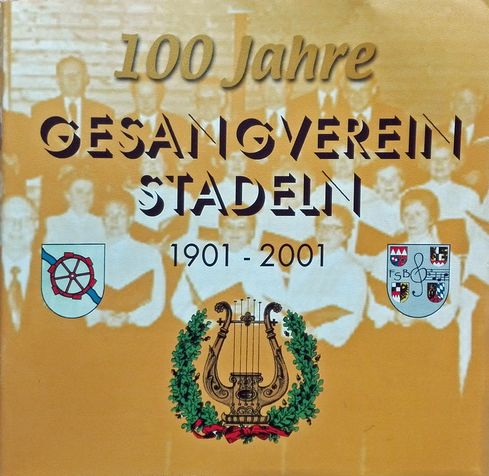 100 Jahre
GESANGVEREIN
STADELN
1901 - 2001
FSB